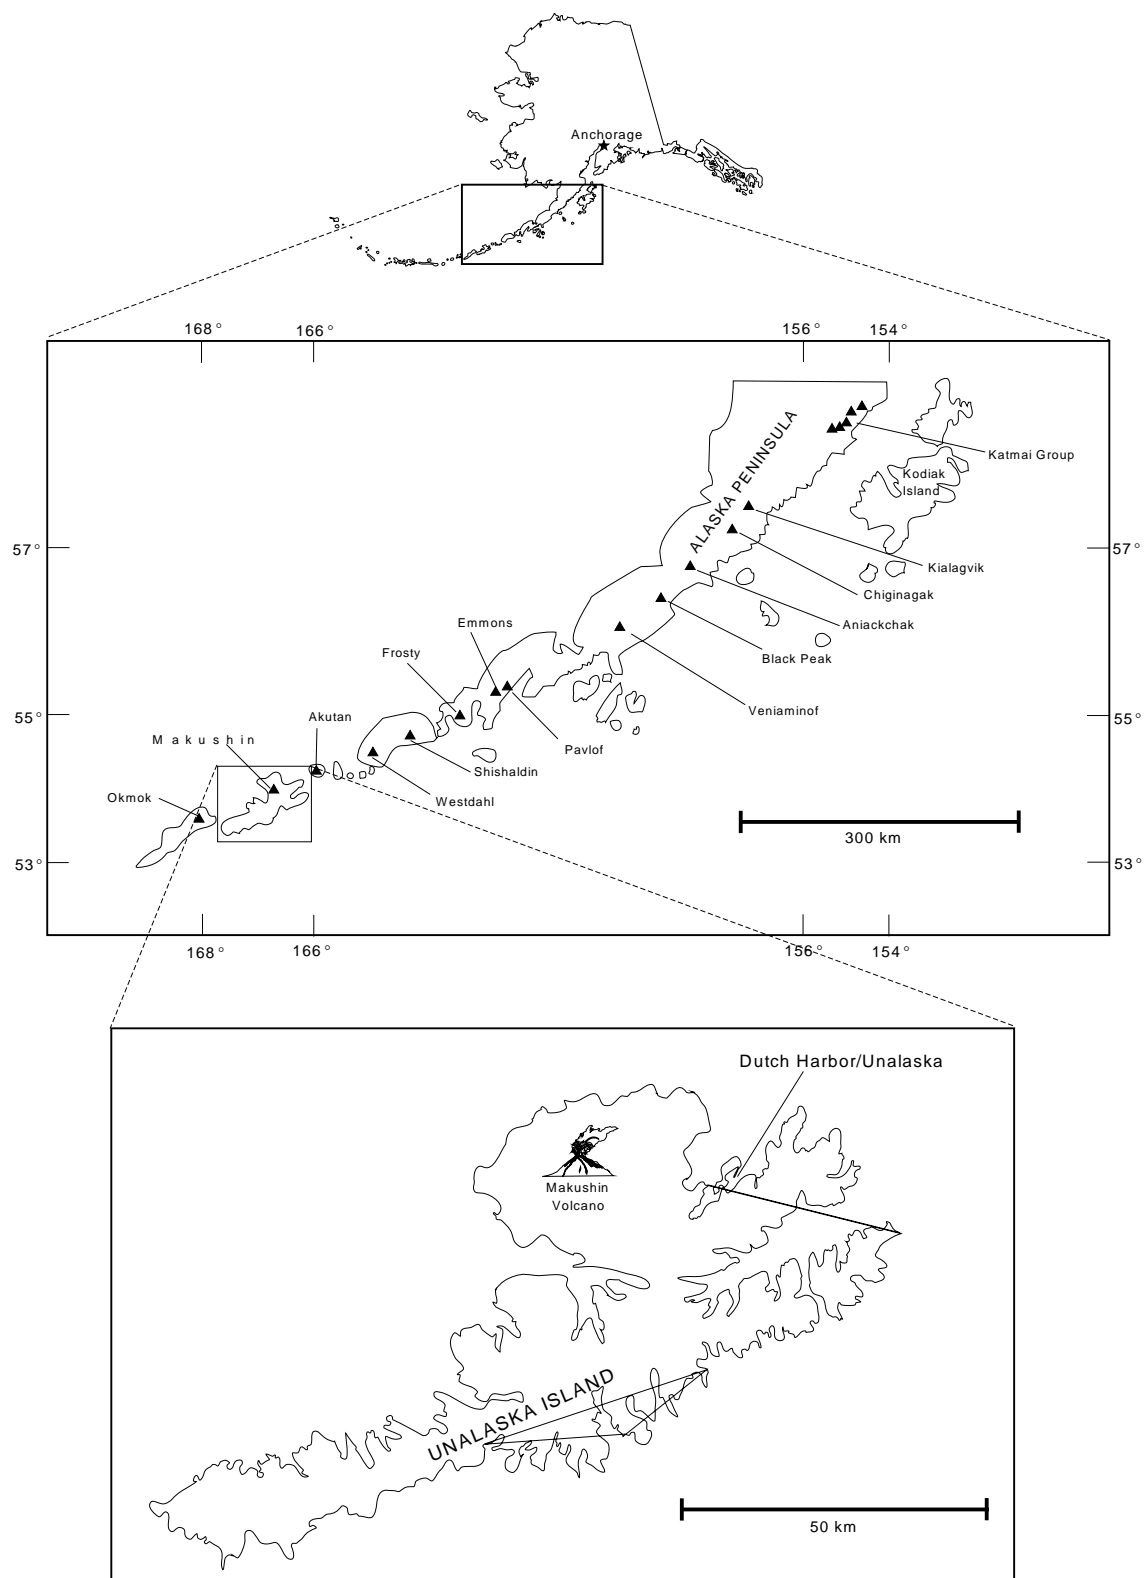 Anchorage
168°
166°
156°
154°
ALASKA PENINSULA
Katmai Group
Kodiak
Island
57°
57°
Kialagvik
Chiginagak
Aniackchak
Emmons
Black Peak
Frosty
Veniaminof
55°
55°
Akutan
Makushin
Pavlof
Shishaldin
Westdahl
Okmok
300 km
53°
53°
168°
166°
156°
154°
Dutch Harbor/Unalaska
Makushin
Volcano
UNALASKA ISLAND
50 km